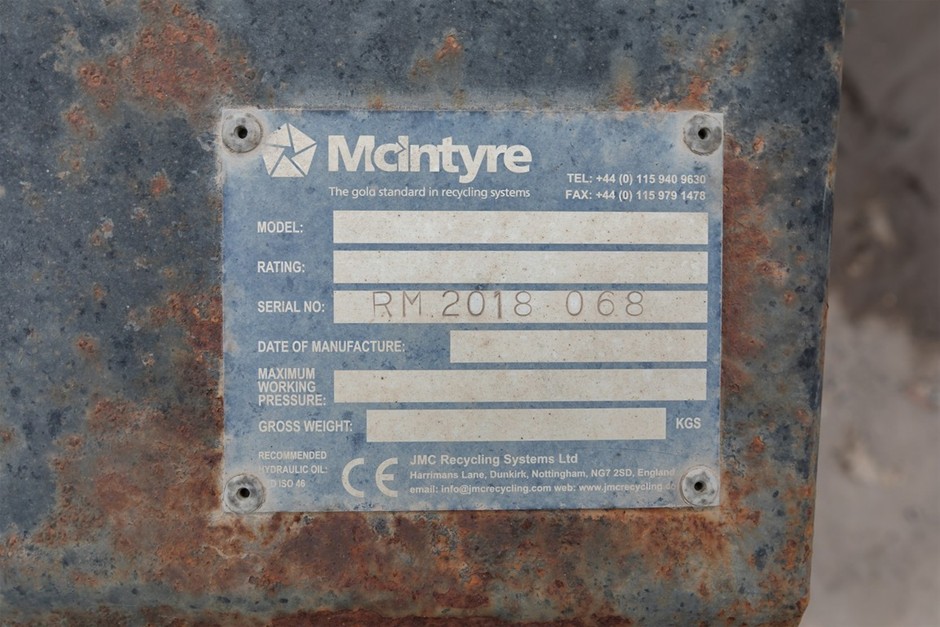 McIntyre
The gold standard in recycling systems
TEL: +44 (0) 115 940 9630
FAX: +44 (0) 115 979 1478
MODEL:
RATING:
SERIAL NO: RM 2018 068
DATE OF MANUFACTURE:
MAXIMUM
WORKING
PRESSURE:
GROSS WEIGHT: KGS
RECOMMENDED
HYDRAULIC OIL:
ISO 46
CE
JMC Recycling Systems Ltd
Harrimans Lane, Dunkirk, Nottingham, NG7 2SD, England
email: info@jmcrecycling.com web: